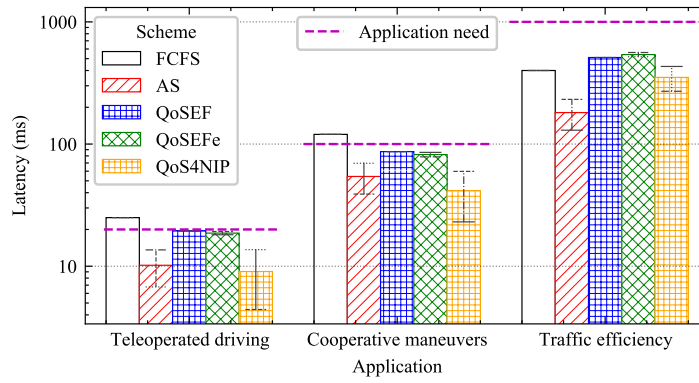 Scheme
FCFS
AS
QoSEF
QoSEFe
QoS4NIP
Application need
1000
100
10
Latency (ms)
Teleoperated driving
Cooperative maneuvers
Traffic efficiency
Application